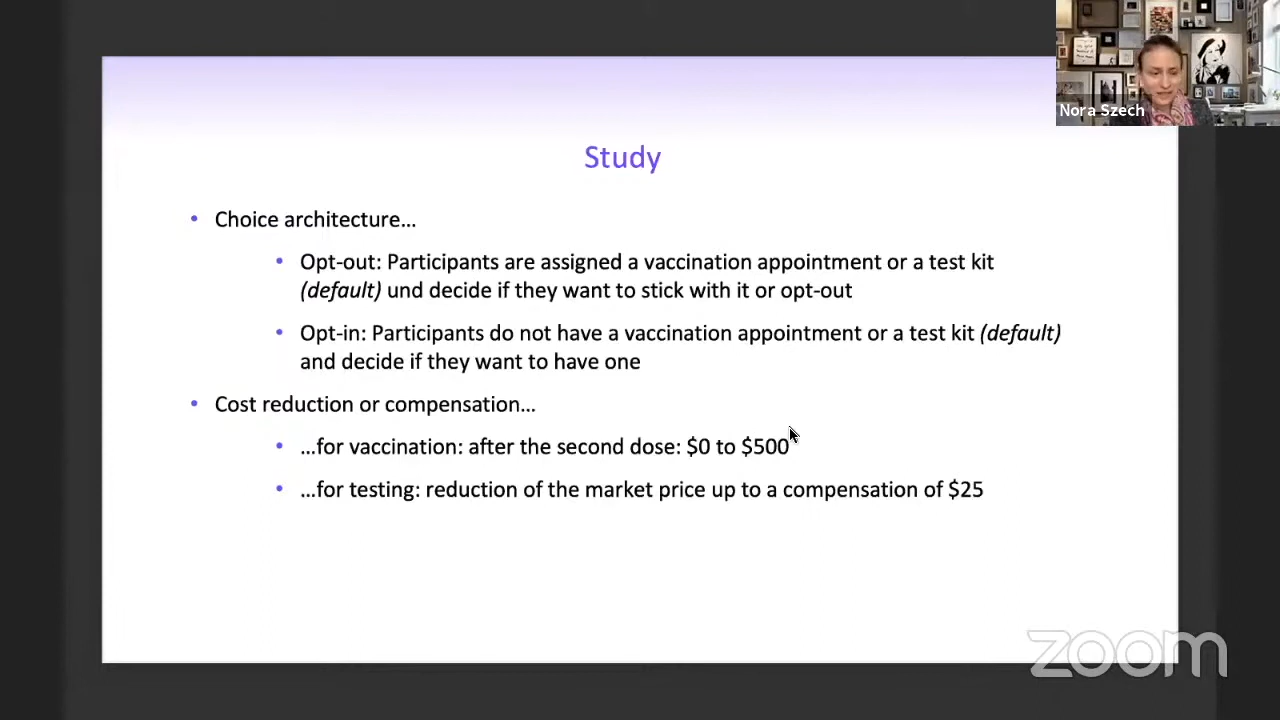 Nora Szech
Study
• Choice architecture...
• Opt-out: Participants are assigned a vaccination appointment or a test kit
(default) und decide if they want to stick with it or opt-out
• Opt-in: Participants do not have a vaccination appointment or a test kit (default)
and decide if they want to have one
• Cost reduction or compensation...
• ...for vaccination: after the second dose: $0 to $500
• ...for testing: reduction of the market price up to a compensation of $25
zoom